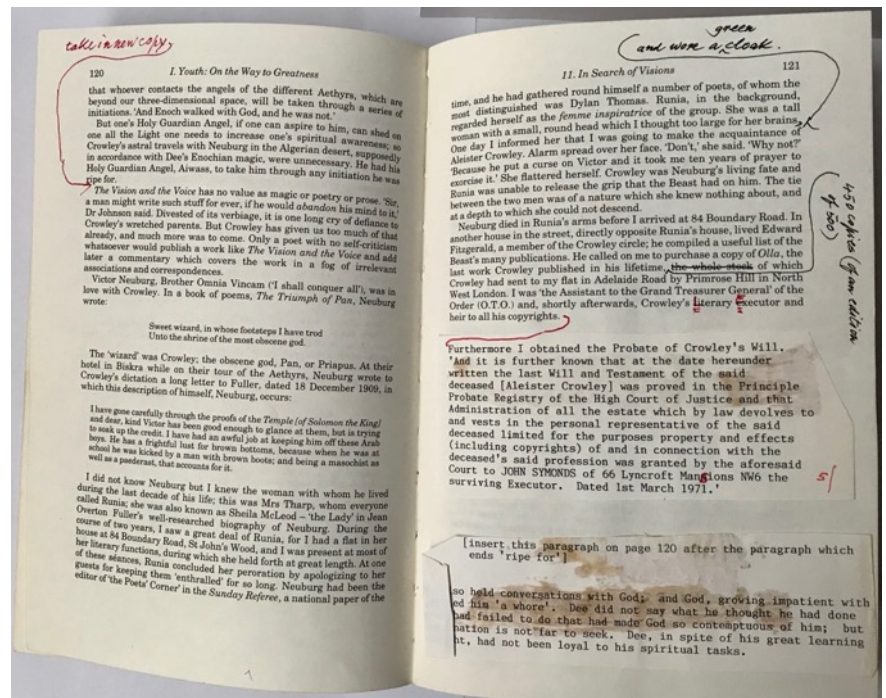 take in new copy
120 I. Youth: On the Way to Greatness
that whoever contacts the angels of the different Aethyrs, which are
beyond our three-dimensional space, will be taken through a series of
initiations. 'And Enoch walked with God, and he was not.'
But one's Holy Guardian Angel, if one can aspire to him, can shed on
one all the Light one needs to increase one's spiritual awareness; so
Crowley's astral travels with Neuburg in the Algerian desert, supposedly
in accordance with Dee's Enochian magic, were unnecessary. He had his
Holy Guardian Angel, Aiwass, to take him through any initiation he was
ripe for.
The Vision and the Voice has no value as magic or poetry or prose. 'Sir,
a man might write such stuff for ever, if he would abandon his mind to it,'
Dr Johnson said. Divested of its verbiage, it is one long cry of defiance to
Crowley's wretched parents. But Crowley has given us too much of that
already, and much more was to come. Only a poet with no self-criticism
whatsoever would publish a work like The Vision and the Voice and add
later a commentary which covers the work in a fog of irrelevant
associations and correspondences.
Victor Neuburg, Brother Omnia Vincam ('I shall conquer all'), was in
love with Crowley. In a book of poems, The Triumph of Pan, Neuburg
wrote:
Sweet wizard, in whose footsteps I have trod
Unto the shrine of the most obscene god.
The 'wizard' was Crowley; the obscene god, Pan, or Priapus. At their
hotel in Biskra while on their tour of the Aethyrs, Neuburg wrote to
Crowley's dictation a long letter to Fuller, dated 18 December 1909, in
which this description of himself, Neuburg, occurs:
I have gone carefully through the proofs of the Temple [of Solomon the King]
and dear, kind Victor has been good enough to glance at them, but is trying
to soak up the credit. I have had an awful job at keeping him off these Arab
boys. He has a frightful lust for brown bottoms, because when he was at
school he was kicked by a man with brown boots; and being a masochist as
well as a paederast, that accounts for it.
I did not know Neuburg but I knew the woman with whom he lived
during the last decade of his life; this was Mrs Tharp, whom everyone
called Runia; she was also known as Sheila McLeod – 'the Lady' in Jean
Overton Fuller's well-researched biography of Neuburg. During the
course of two years, I saw a great deal of Runia, for I had a flat in her
house at 84 Boundary Road, St John's Wood, and I was present at most of
her literary functions, during which she held forth at great length. At one
of these séances, Runia concluded her peroration by apologizing to her
guests for keeping them 'enthralled' for so long. Neuburg had been the
editor of 'the Poets' Corner' in the Sunday Referee, a national paper of the
green
and wore a cloak.
11. In Search of Visions 121
time, and he had gathered round himself a number of poets, of whom the
most distinguished was Dylan Thomas. Runia, in the background,
regarded herself as the femme inspiratrice of the group. She was a tall
woman with a small, round head which I thought too large for her brains,
One day I informed her that I was going to make the acquaintance of
Aleister Crowley. Alarm spread over her face. 'Don't,' she said. 'Why not?'
'Because he put a curse on Victor and it took me ten years of prayer to
exorcise it.' She flattered herself. Crowley was Neuburg's living fate and
Runia was unable to release the grip that the Beast had on him. The tie
between the two men was of a nature which she knew nothing about, and
at a depth to which she could not descend.
Neuburg died in Runia's arms before I arrived at 84 Boundary Road. In
another house in the street, directly opposite Runia's house, lived Edward
Fitzgerald, a member of the Crowley circle; he compiled a useful list of the
Beast's many publications. He called on me to purchase a copy of Olla, the
last work Crowley published in his lifetime, the whole stock of which
Crowley had sent to my flat in Adelaide Road by Primrose Hill in North
West London. I was 'the Assistant to the Grand Treasurer General' of the
Order (O.T.O.) and, shortly afterwards, Crowley's Literary Executor and
heir to all his copyrights.
450 copies (of an edition
of 500)
Furthermore I obtained the Probate of Crowley's Will.
'And it is further known that at the date hereunder
written the last Will and Testament of the said
deceased [Aleister Crowley] was proved in the Principle
Probate Registry of the High Court of Justice and that
Administration of all the estate which by law devolves to
and vests in the personal representative of the said
deceased limited for the purposes property and effects
(including copyrights) of and in connection with the
deceased's said profession was granted by the aforesaid
Court to JOHN SYMONDS of 66 Lyncroft Mansions NW6 the
surviving Executor. Dated 1st March 1971.'
s/
[insert this paragraph on page 120 after the paragraph which
ends 'ripe for']
so held conversations with God; and God, growing impatient with
ed him 'a whore'. Dee did not say what he thought he had done
had failed to do that had made God so contemptuous of him; but
nation is not far to seek. Dee, in spite of his great learning
ht, had not been loyal to his spiritual tasks.